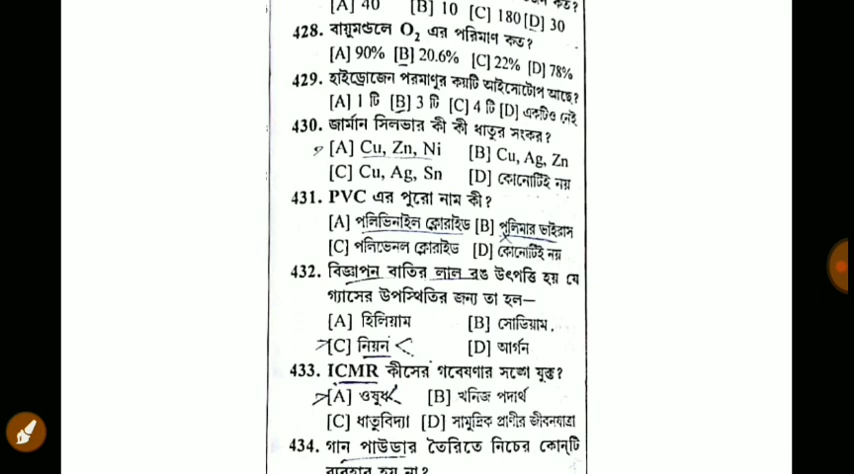 [A] 40 [B] 10 [C] 180 [D] 30
428. বায়ুমণ্ডলে O₂ এর পরিমাণ কত?
[A] 90% [B] 20.6% [C] 22% [D] 78%
429. হাইড্রোজেন পরমাণুর কয়টি আইসোটোপ আছে?
[A] 1 টি [B] 3 টি [C] 4 টি [D] একটিও নেই
430. জার্মান সিলভার কী কী ধাতুর সংকর?
[A] Cu, Zn, Ni [B] Cu, Ag, Zn
[C] Cu, Ag, Sn [D] কোনোটিই নয়
431. PVC এর পুরো নাম কী?
[A] পলিভিনাইল ক্লোরাইড [B] পলিমার ভাইরাস
[C] পলিভেনল ক্লোরাইড [D] কোনোটিই নয়
432. বিজ্ঞাপন বাতির লাল রঙ উৎপত্তি হয় যে
গ্যাসের উপস্থিতির জন্য তা হল—
[A] হিলিয়াম [B] সোডিয়াম
[C] নিয়ন [D] আর্গন
433. ICMR কীসের গবেষণার সঙ্গে যুক্ত?
[A] ওষুধ [B] খনিজ পদার্থ
[C] ধাতুবিদ্যা [D] সামুদ্রিক প্রাণীর জীবনযাত্রা
434. গান পাউডার তৈরিতে নিচের কোন্‌টি
ব্যবহার হয় না?